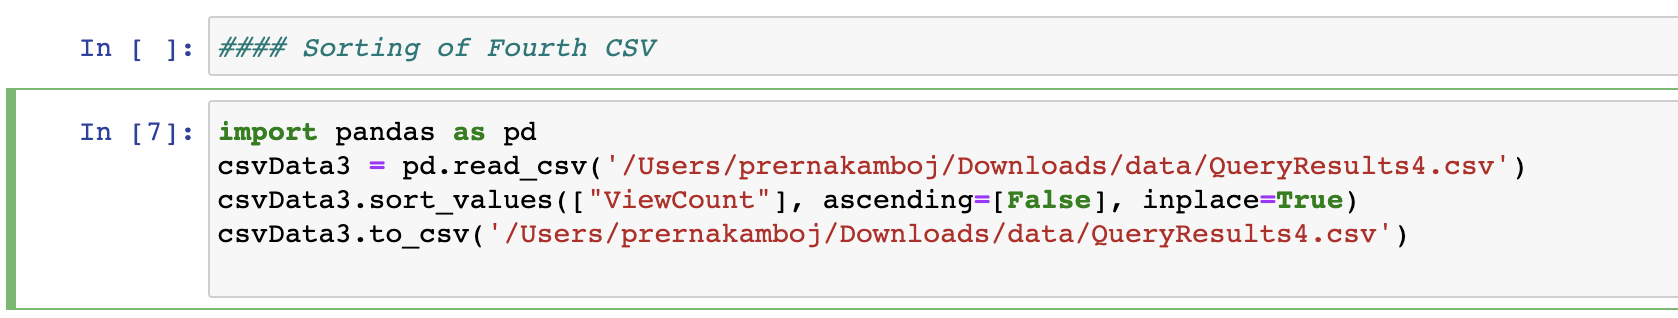 In [ ]: #### Sorting of Fourth CSV
In [7]: import pandas as pd
csvData3 = pd.read_csv('/Users/prernakamboj/Downloads/data/QueryResults4.csv')
csvData3.sort_values(["ViewCount"], ascending=[False], inplace=True)
csvData3.to_csv('/Users/prernakamboj/Downloads/data/QueryResults4.csv')